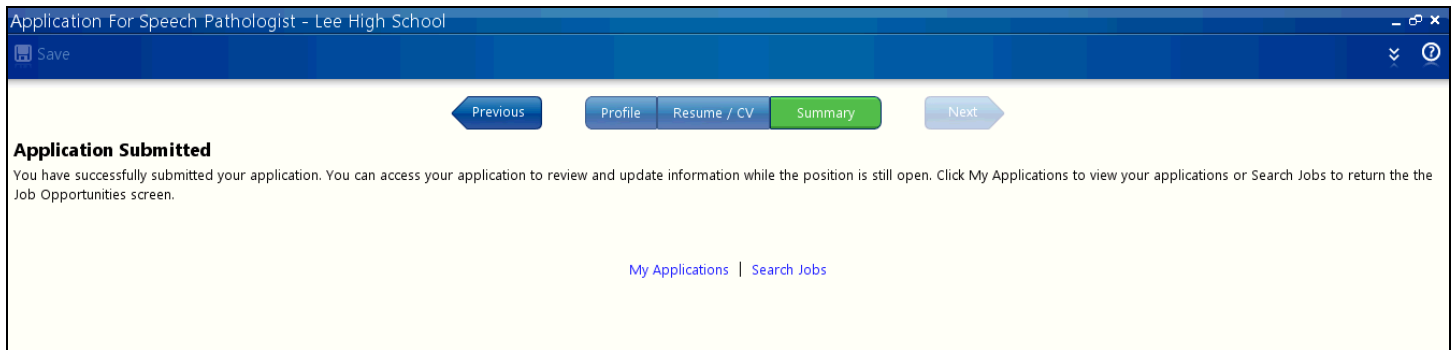 Application For Speech Pathologist - Lee High School
Save
Previous
Profile
Resume / CV
Summary
Next
Application Submitted
You have successfully submitted your application. You can access your application to review and update information while the position is still open. Click My Applications to view your applications or Search Jobs to return the the
Job Opportunities screen.
My Applications | Search Jobs